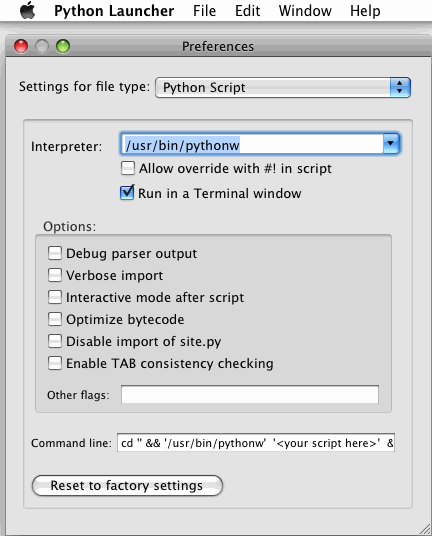 Python Launcher File Edit Window Help
Preferences
Settings for file type: Python Script
Interpreter: /usr/bin/pythonw
Allow override with #! in script
Run in a Terminal window
Options:
Debug parser output
Verbose import
Interactive mode after script
Optimize bytecode
Disable import of site.py
Enable TAB consistency checking
Other flags:
Command line: cd '' && '/usr/bin/pythonw' '<your script here>' &
Reset to factory settings